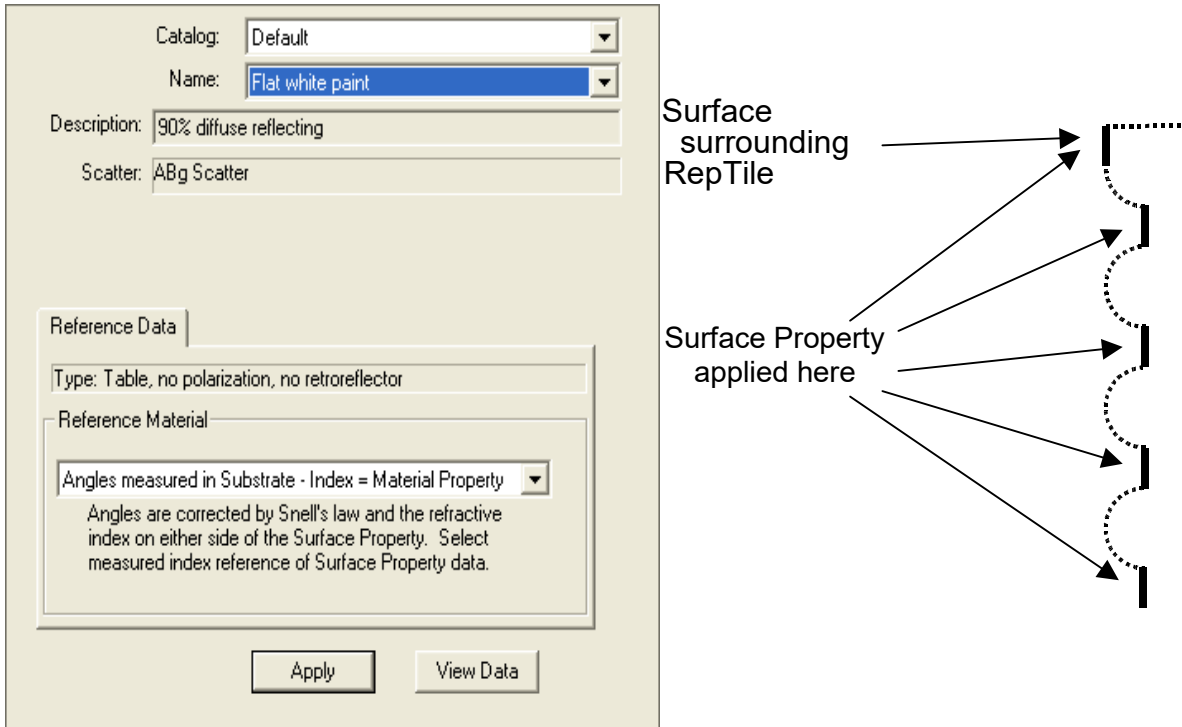 Catalog: Default
Name: Flat white paint
Description: 90% diffuse reflecting
Scatter: ABg Scatter
Reference Data
Type: Table, no polarization, no retroreflector
Reference Material
Angles measured in Substrate - Index = Material Property
Angles are corrected by Snell's law and the refractive
index on either side of the Surface Property. Select
measured index reference of Surface Property data.
Apply View Data
Surface
surrounding
RepTile
Surface Property
applied here